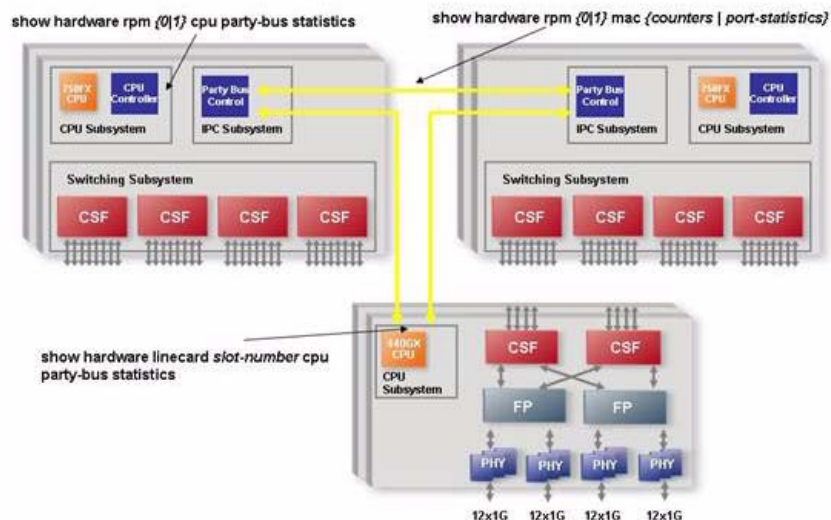 show hardware rpm {0|1} cpu party-bus statistics
show hardware rpm {0|1} mac {counters | port-statistics}
750FX
CPU
CPU
Controller
CPU Subsystem
Party Bus
Control
IPC Subsystem
Switching Subsystem
CSF
CSF
CSF
CSF
Party Bus
Control
IPC Subsystem
750FX
CPU
CPU
Controller
CPU Subsystem
Switching Subsystem
CSF
CSF
CSF
CSF
show hardware linecard slot-number cpu
party-bus statistics
440GX
CPU
CPU
Subsystem
CSF
CSF
FP
FP
PHY
PHY
PHY
PHY
12x1G
12x1G
12x1G
12x1G